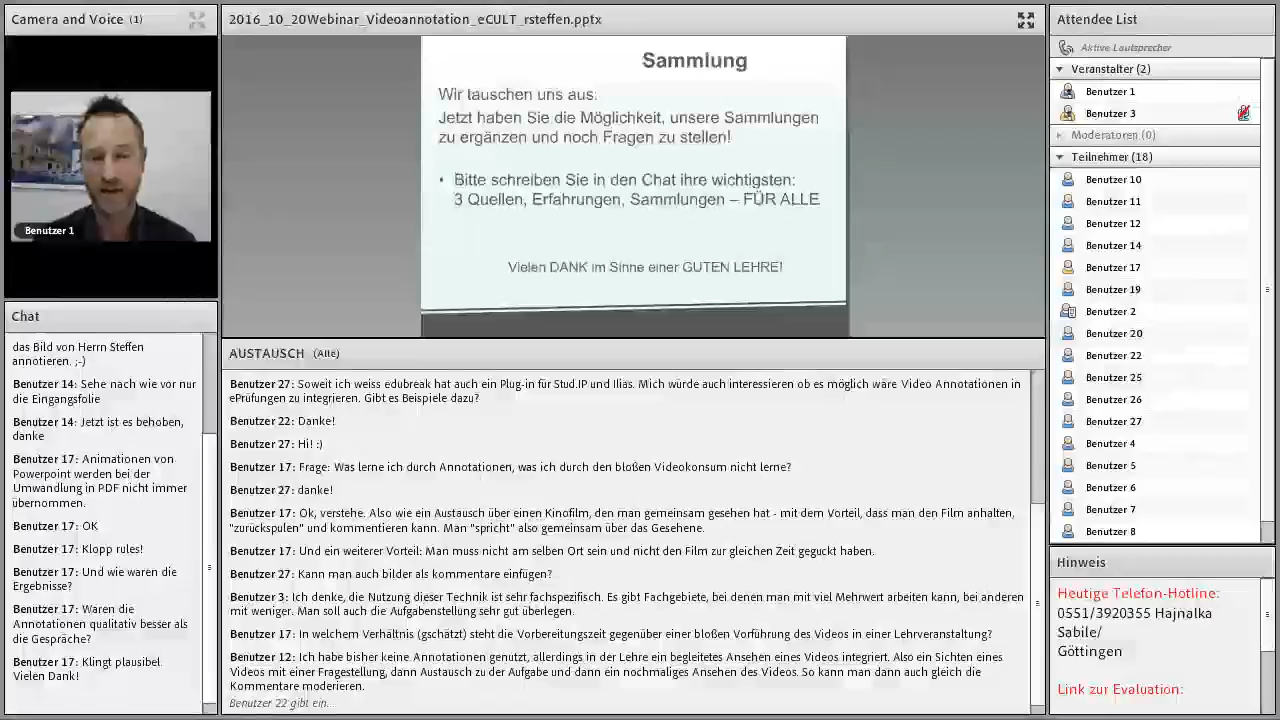 Camera and Voice (1)
Benutzer 1
Chat
das Bild von Herrn Steffen
annotieren. ;-)
Benutzer 14: Sehe nach wie vor nur
die Eingangsfolie
Benutzer 14: Jetzt ist es behoben,
danke
Benutzer 17: Animationen von
Powerpoint werden bei der
Umwandlung in PDF nicht immer
übernommen.
Benutzer 17: OK
Benutzer 17: Klopp rules!
Benutzer 17: Und wie waren die
Ergebnisse?
Benutzer 17: Waren die
Annotationen qualitativ besser als
die Gespräche?
Benutzer 17: Klingt plausibel.
Vielen Dank!
2016_10_20Webinar_Videoannotation_eCULT_rsteffen.pptx
Sammlung
Wir tauschen uns aus:
Jetzt haben Sie die Möglichkeit, unsere Sammlungen
zu ergänzen und noch Fragen zu stellen!
• Bitte schreiben Sie in den Chat ihre wichtigsten:
3 Quellen, Erfahrungen, Sammlungen – FÜR ALLE
Vielen DANK im Sinne einer GUTEN LEHRE!
AUSTAUSCH (Alle)
Benutzer 27: Soweit ich weiss edubreak hat auch ein Plug-in für Stud.IP und Ilias. Mich würde auch interessieren ob es möglich wäre Video Annotationen in
ePrüfungen zu integrieren. Gibt es Beispiele dazu?
Benutzer 22: Danke!
Benutzer 27: Hi! :)
Benutzer 17: Frage: Was lerne ich durch Annotationen, was ich durch den bloßen Videokonsum nicht lerne?
Benutzer 27: danke!
Benutzer 17: Ok, verstehe. Also wie ein Austausch über einen Kinofilm, den man gemeinsam gesehen hat - mit dem Vorteil, dass man den Film anhalten,
"zurückspulen" und kommentieren kann. Man "spricht" also gemeinsam über das Gesehene.
Benutzer 17: Und ein weiterer Vorteil: Man muss nicht am selben Ort sein und nicht den Film zur gleichen Zeit geguckt haben.
Benutzer 27: Kann man auch bilder als kommentare einfügen?
Benutzer 3: Ich denke, die Nutzung dieser Technik ist sehr fachspezifisch. Es gibt Fachgebiete, bei denen man mit viel Mehrwert arbeiten kann, bei anderen
mit weniger. Man soll auch die Aufgabenstellung sehr gut überlegen.
Benutzer 17: In welchem Verhältnis (gschätzt) steht die Vorbereitungszeit gegenüber einer bloßen Vorführung des Videos in einer Lehrveranstaltung?
Benutzer 12: Ich habe bisher keine Annotationen genutzt, allerdings in der Lehre ein begleitetes Ansehen eines Videos integriert. Also ein Sichten eines
Videos mit einer Fragestellung, dann Austausch zu der Aufgabe und dann ein nochmaliges Ansehen des Videos. So kann man dann auch gleich die
Kommentare moderieren.
Benutzer 22 gibt ein...
Attendee List
Aktive Lautsprecher
Veranstalter (2)
Benutzer 1
Benutzer 3
Moderatoren (0)
Teilnehmer (18)
Benutzer 10
Benutzer 11
Benutzer 12
Benutzer 14
Benutzer 17
Benutzer 19
Benutzer 2
Benutzer 20
Benutzer 22
Benutzer 25
Benutzer 26
Benutzer 27
Benutzer 4
Benutzer 5
Benutzer 6
Benutzer 7
Benutzer 8
Hinweis
Heutige Telefon-Hotline:
0551/3920355 Hajnalka
Sabile/
Göttingen
Link zur Evaluation: